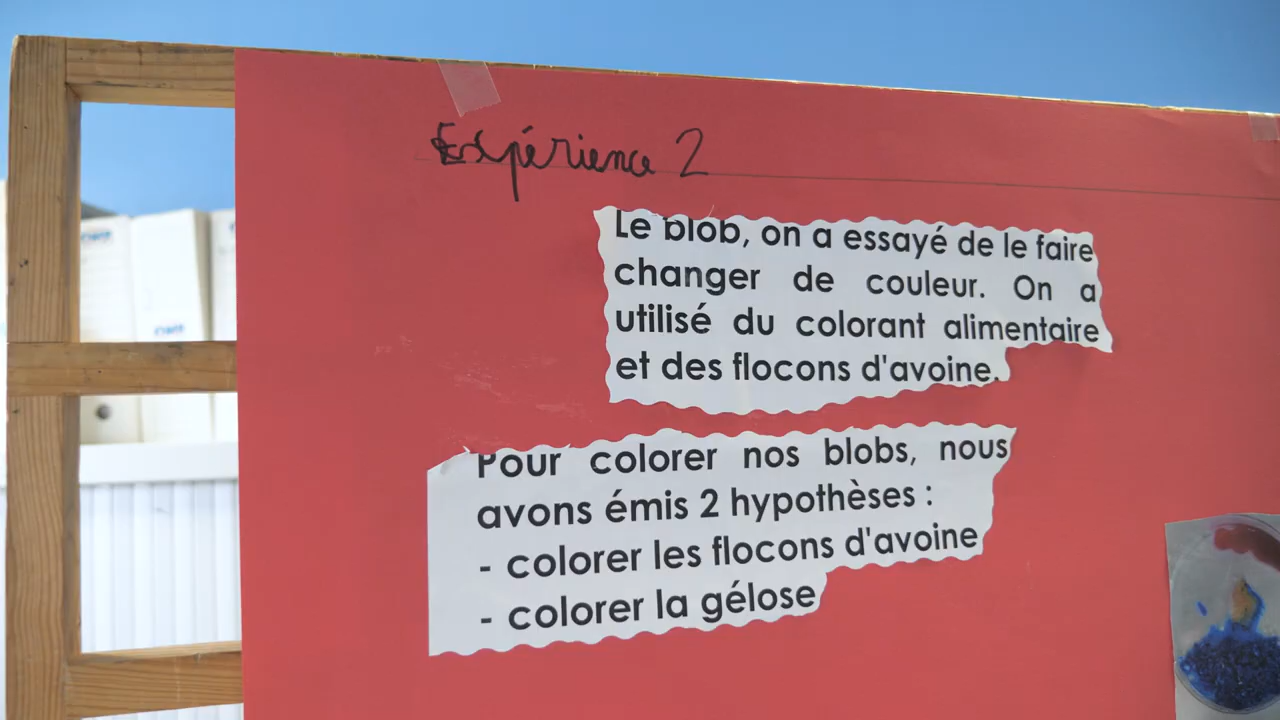 Expérience 2
Le blob, on a essayé de le faire
changer de couleur. On a
utilisé du colorant alimentaire
et des flocons d'avoine.
Pour colorer nos blobs, nous
avons émis 2 hypothèses :
- colorer les flocons d'avoine
- colorer la gélose